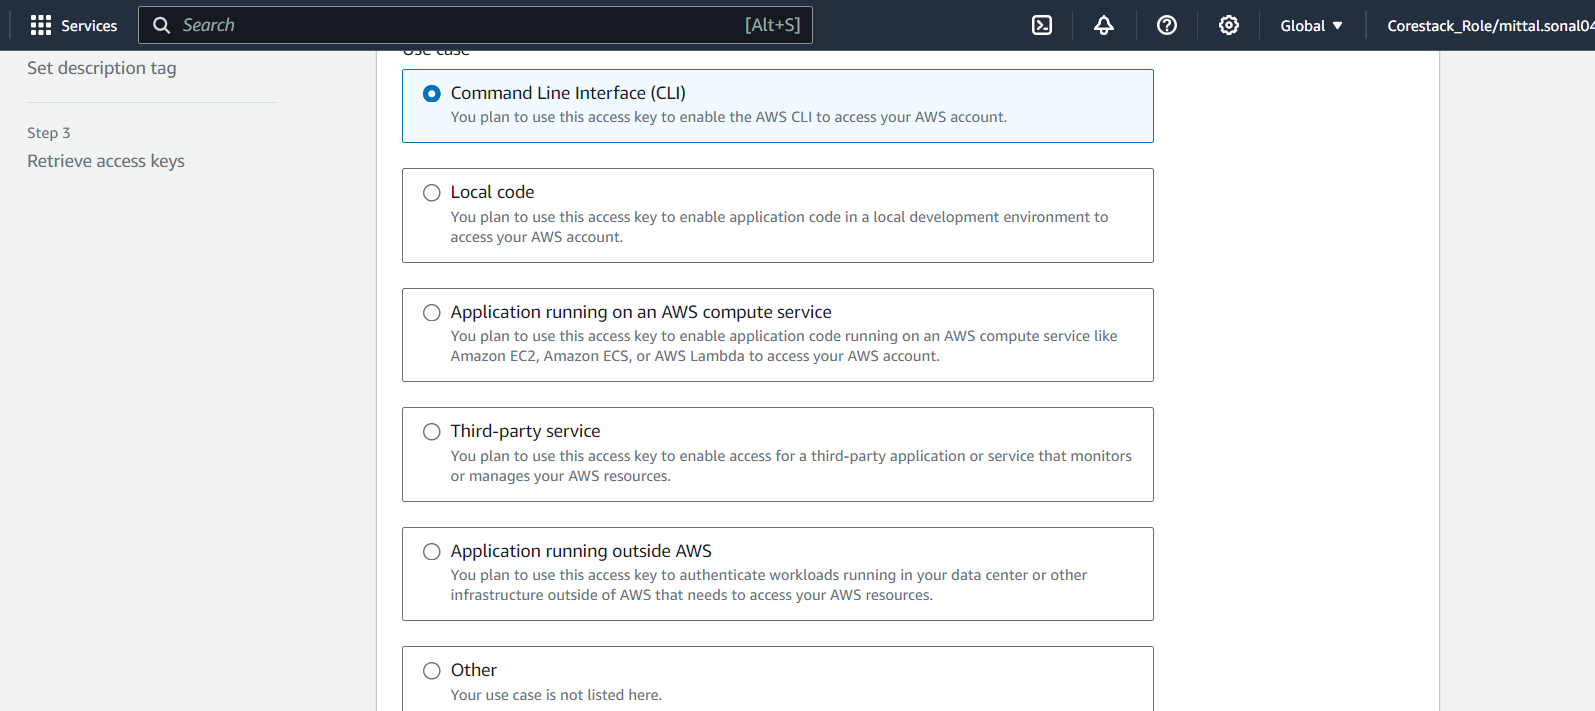 Services
Search
[Alt+S]
Global
Corestack_Role/mittal.sonal04
Set description tag
Step 3
Retrieve access keys
Use case
Command Line Interface (CLI)
You plan to use this access key to enable the AWS CLI to access your AWS account.
Local code
You plan to use this access key to enable application code in a local development environment to
access your AWS account.
Application running on an AWS compute service
You plan to use this access key to enable application code running on an AWS compute service like
Amazon EC2, Amazon ECS, or AWS Lambda to access your AWS account.
Third-party service
You plan to use this access key to enable access for a third-party application or service that monitors
or manages your AWS resources.
Application running outside AWS
You plan to use this access key to authenticate workloads running in your data center or other
infrastructure outside of AWS that needs to access your AWS resources.
Other
Your use case is not listed here.